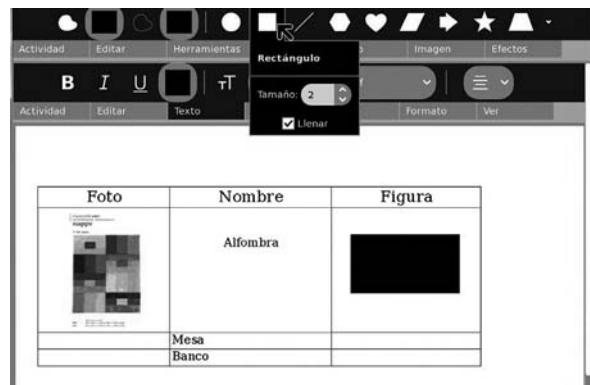 Actividad Editar Herramientas Imagen Efectos
Rectángulo
Tamaño: 2
Llenar
B I U TT
Actividad Editar Texto Formato Ver
Foto Nombre Figura
Alfombra
Mesa
Banco